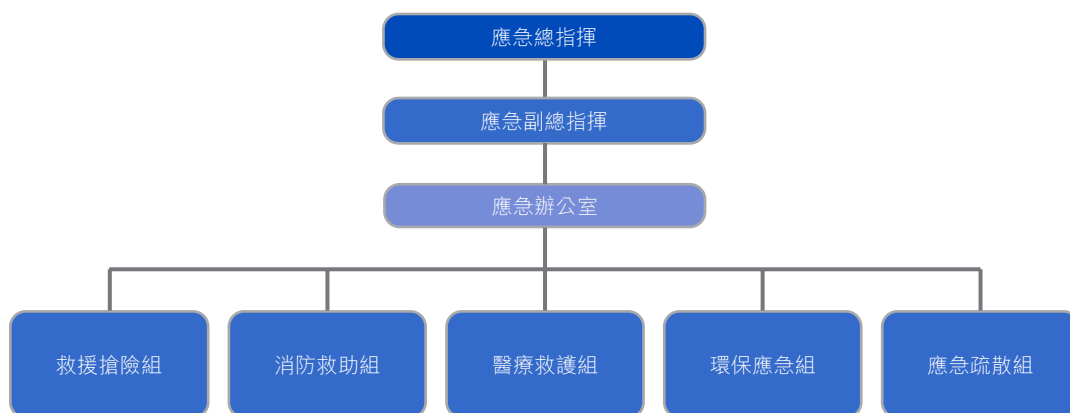 應急總指揮
應急副總指揮
應急辦公室
救援搶險組
消防救助組
醫療救護組
環保應急組
應急疏散組